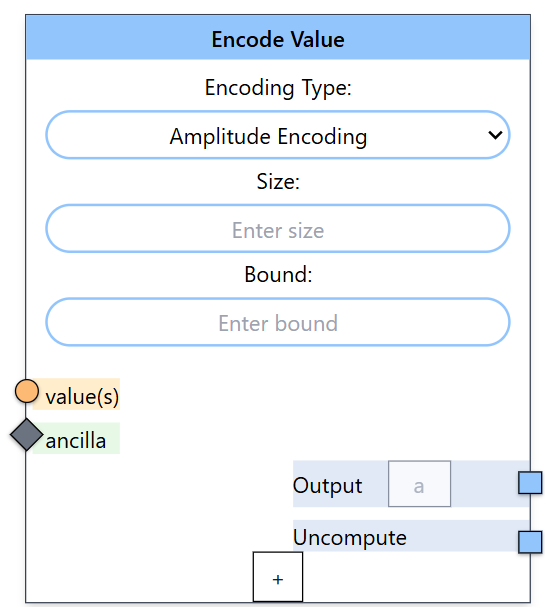 Encode Value
Encoding Type:
Amplitude Encoding
Size:
Enter size
Bound:
Enter bound
value(s)
ancilla
Output a
Uncompute
+